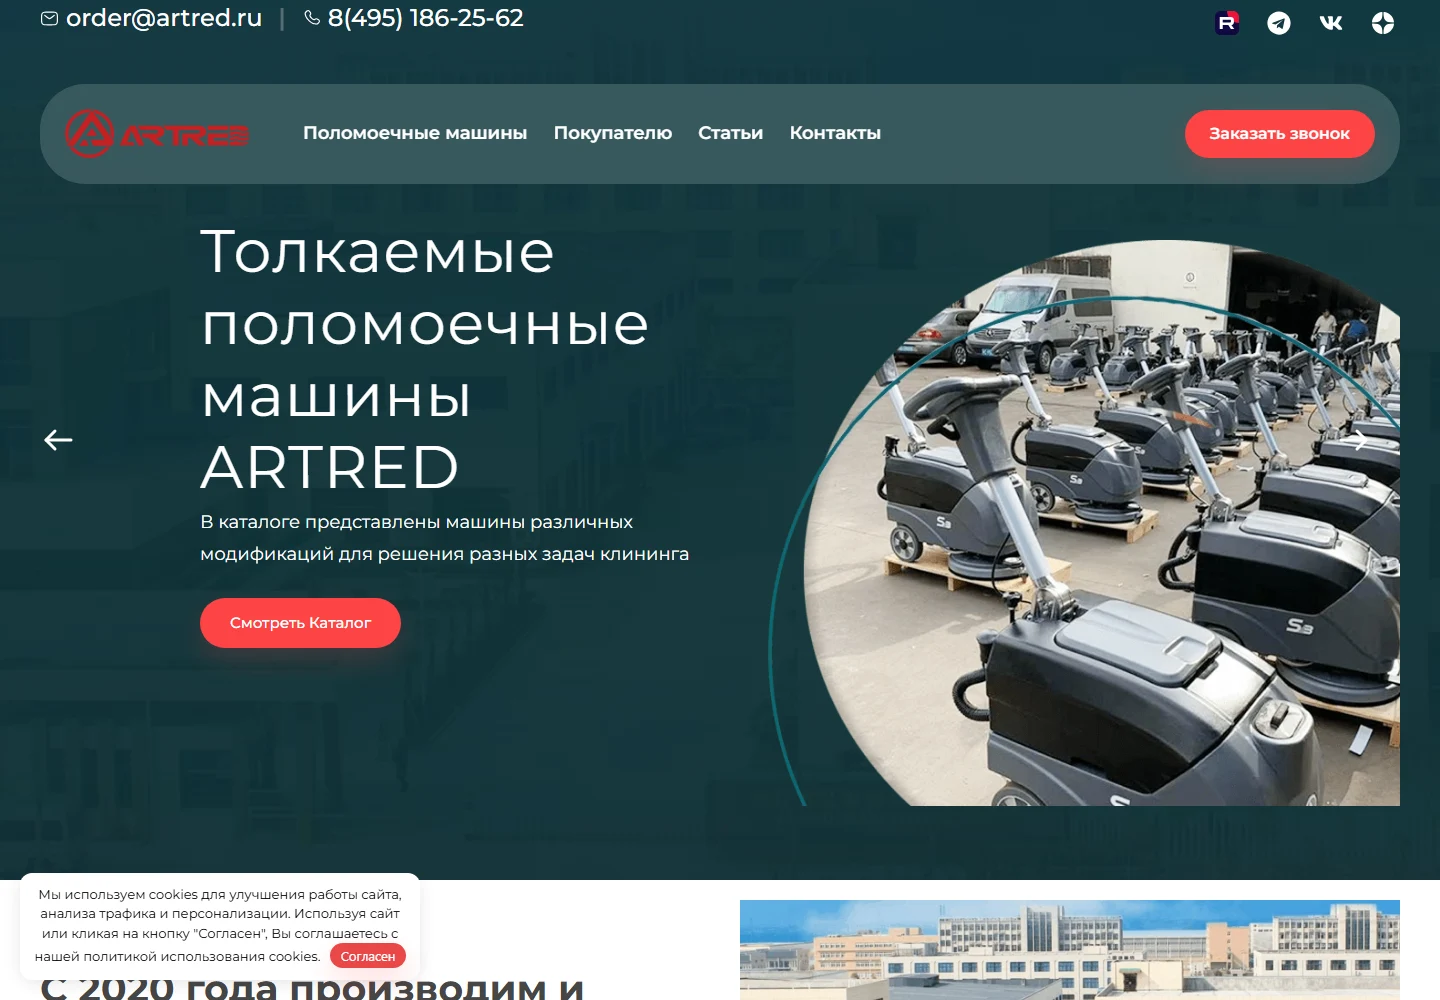 order@artred.ru | 8(495) 186-25-62
ARTRED
Поломоечные машины Покупателю Статьи Контакты
Заказать звонок
Толкаемые
поломоечные
машины
ARTRED
В каталоге представлены машины различных
модификаций для решения разных задач клининга
Смотреть Каталог
S3
S3
S3
Мы используем cookies для улучшения работы сайта,
анализа трафика и персонализации. Используя сайт
или кликая на кнопку "Согласен", Вы соглашаетесь с
нашей политикой использования cookies. Согласен
С 2020 года производим и